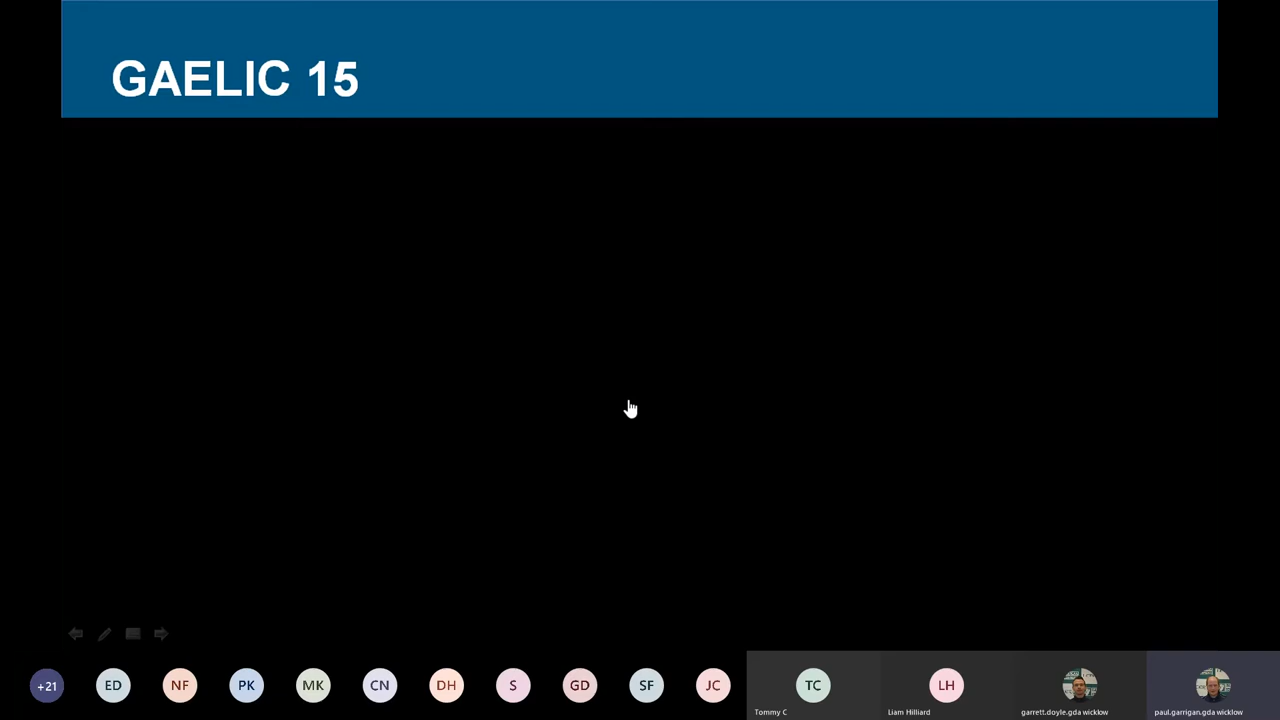 GAELIC 15
+21
ED
NF
PK
MK
CN
DH
S
GD
SF
JC
TC
LH
Tommy C
Liam Hilliard
garrett.doyle.gda wicklow
paul.garrigan.gda wicklow